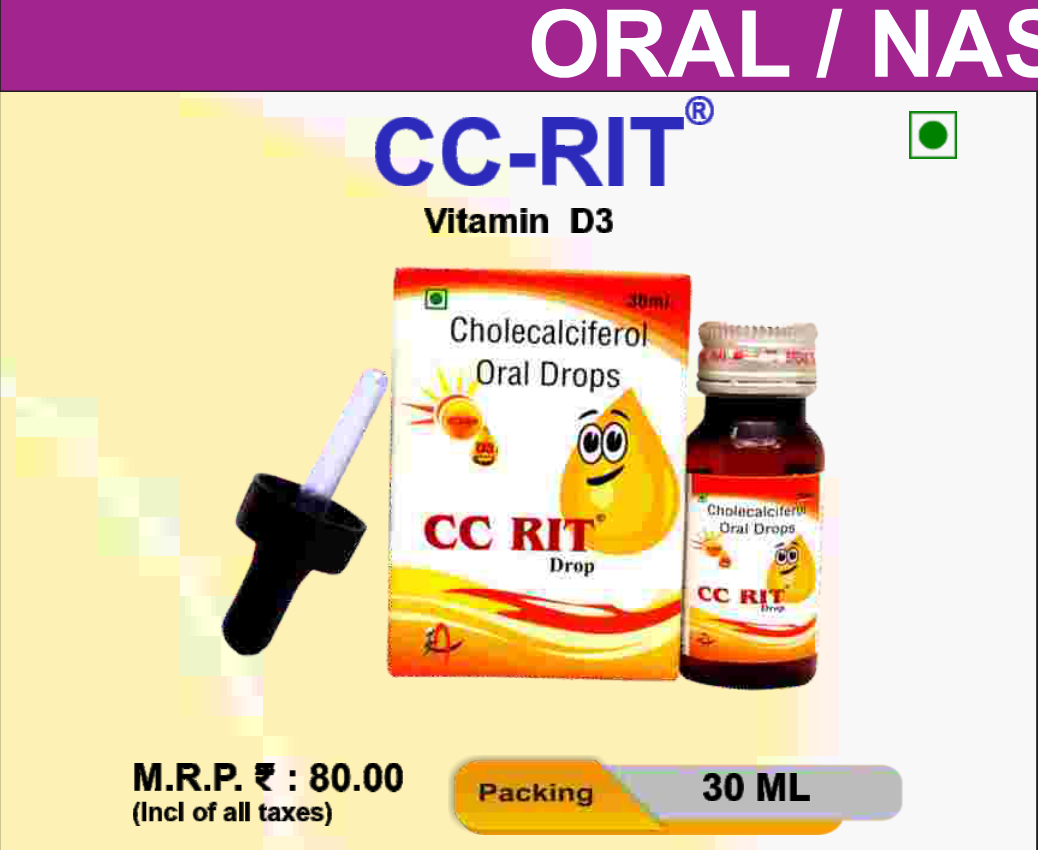 ORAL / NAS
CC-RIT®
Vitamin D3
30ml
Cholecalciferol
Oral Drops
D3
CC RIT®
Drop
Cholecalciferol
Oral Drops
CC RIT
Drop
M.R.P. ₹ : 80.00
(Incl of all taxes)
Packing
30 ML